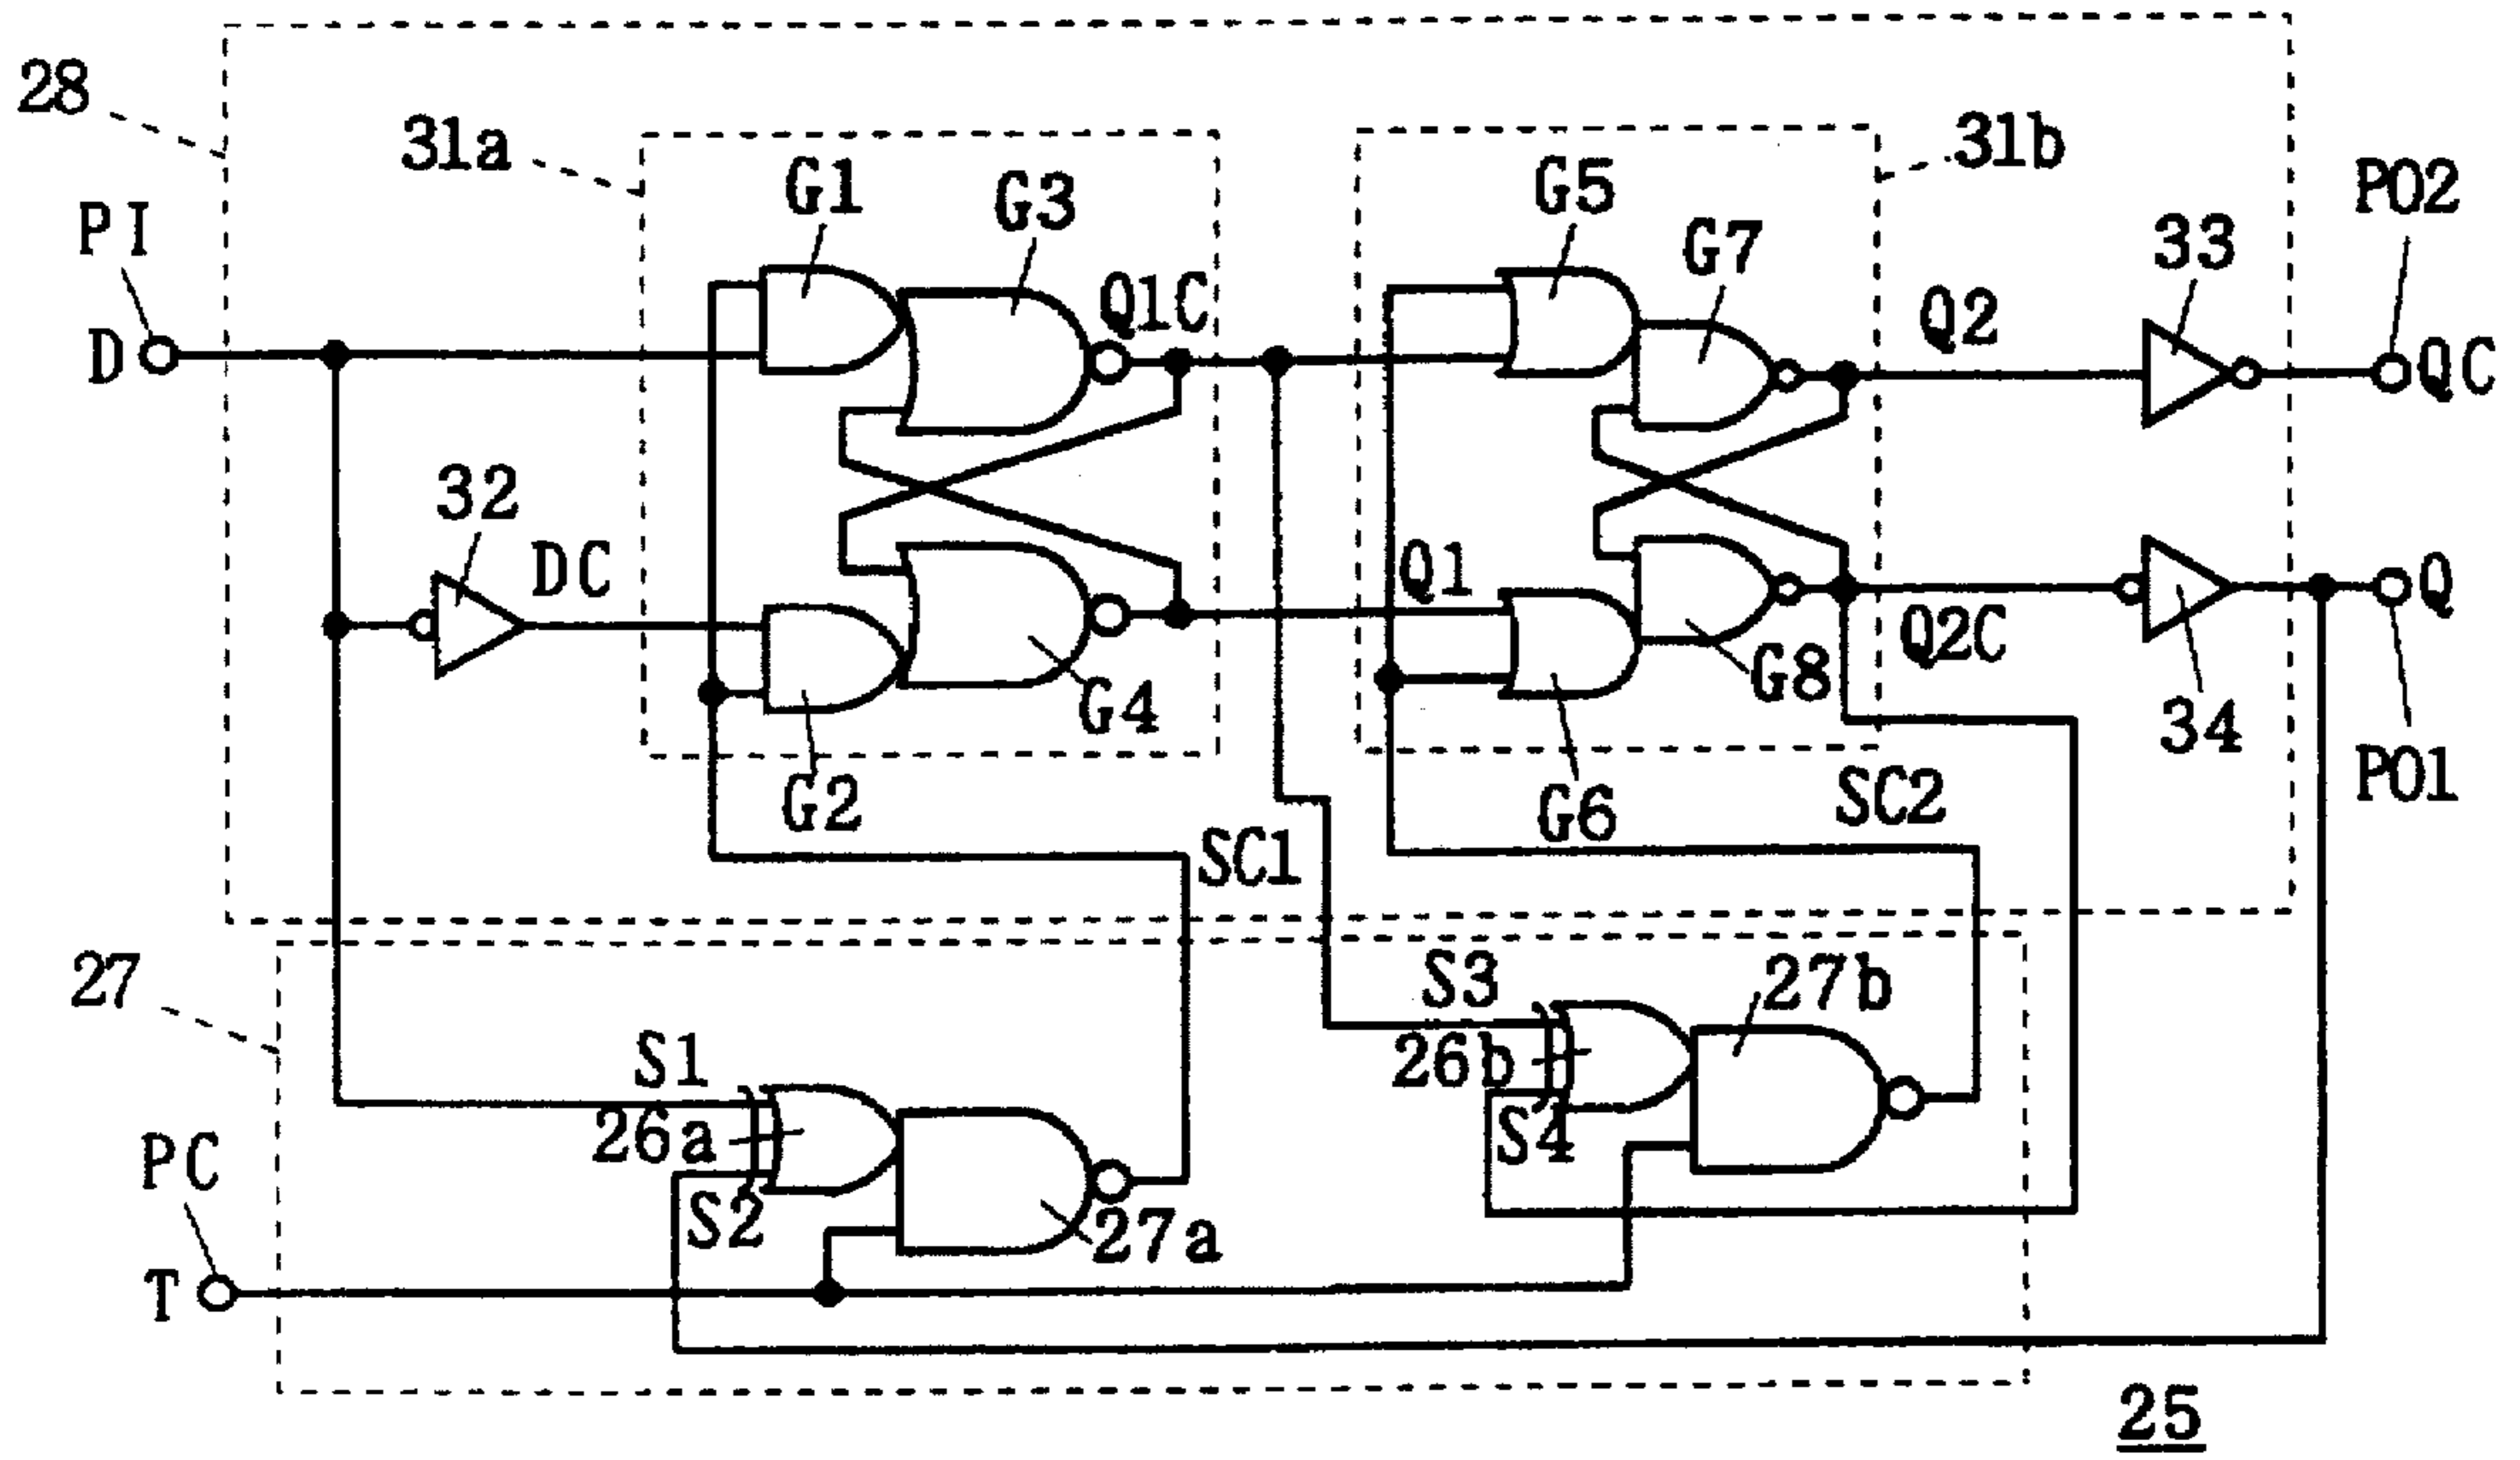 28
31a
31b
PI
G1
G3
G5
G7
PO2
33
D
Q1C
Q2
QC
32
DC
Q1
Q
Q2C
G4
G8
34
G2
G6
SC1
SC2
PO1
27
S1
S3
27b
26a
26b
PC
S2
S4
27a
T
25